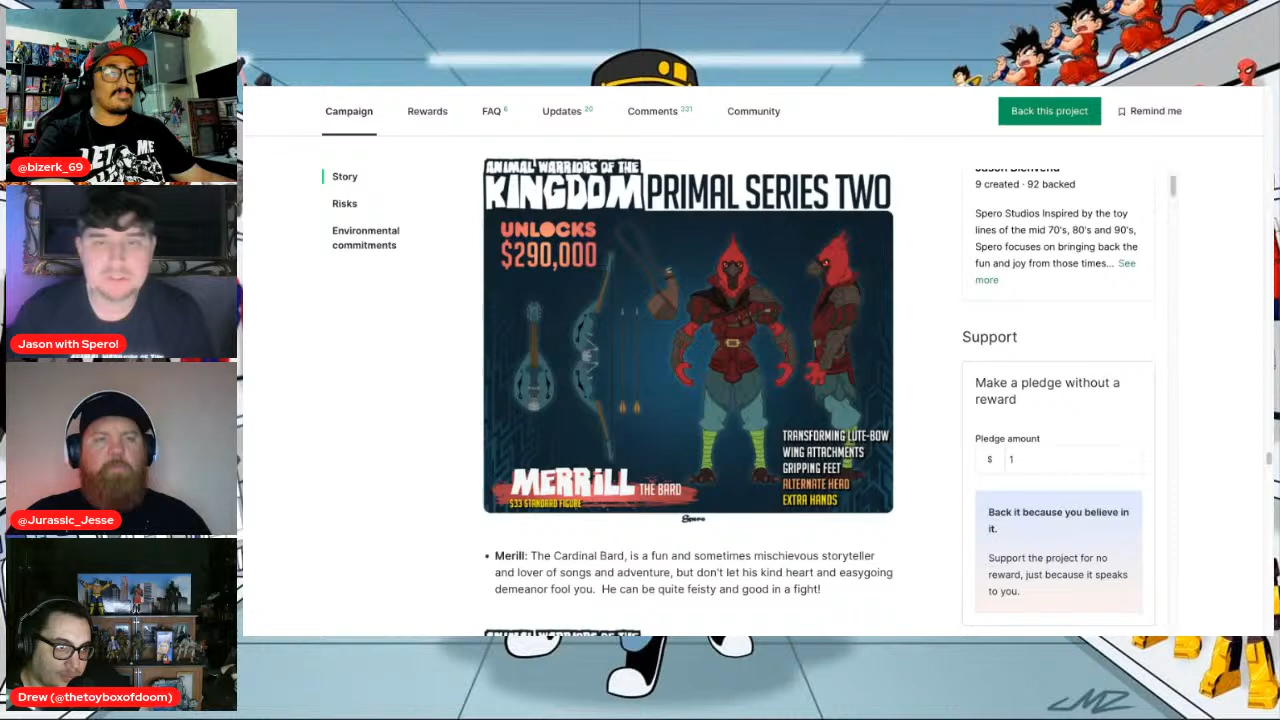 @bizerk_69
Jason with Spero!
@JurassIc_Jesse
Drew (@thetoyboxofdoom)
Campaign
Rewards
FAQ 6
Updates 20
Comments 331
Community
Back this project
Remind me
Story
Risks
Environmental
commitments
ANIMAL WARRIORS OF THE
KINGDOM PRIMAL SERIES TWO
UNLOCKS
$290,000
TRANSFORMING LUTE-BOW
WING ATTACHMENTS
GRIPPING FEET
ALTERNATE HEAD
EXTRA HANDS
MERRiLL THE BARD
$33 STANDARD FIGURE
Spero
• Merill: The Cardinal Bard, is a fun and sometimes mischievous storyteller
and lover of songs and adventure, but don't let his kind heart and easygoing
demeanor fool you. He can be quite feisty and good in a fight!
ANIMAL WARRIORS OF THE
9 created · 92 backed
Spero Studios Inspired by the toy
lines of the mid 70's, 80's and 90's,
Spero focuses on bringing back the
fun and joy from those times... See
more
Support
Make a pledge without a
reward
Pledge amount
$ 1
Back it because you believe in
it.
Support the project for no
reward, just because it speaks
to you.